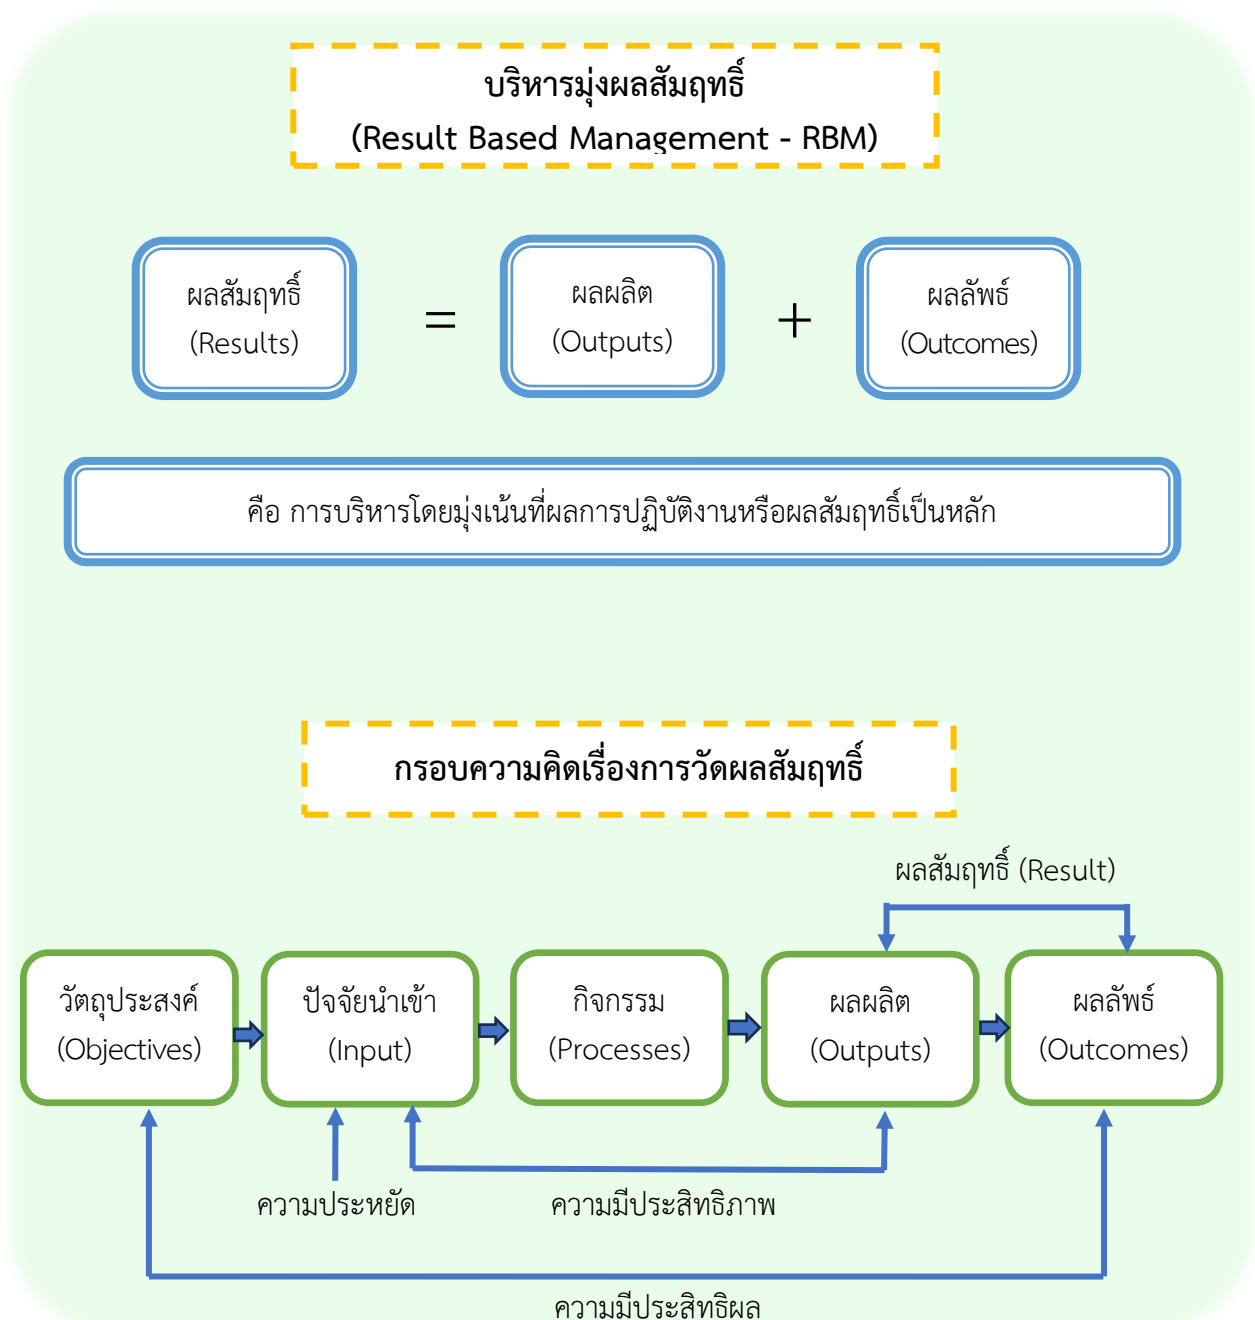 บริหารมุ่งผลสัมฤทธิ์
(Result Based Management - RBM)
ผลสัมฤทธิ์
(Results)
=
ผลผลิต
(Outputs)
+
ผลลัพธ์
(Outcomes)
คือ การบริหารโดยมุ่งเน้นที่ผลการปฏิบัติงานหรือผลสัมฤทธิ์เป็นหลัก
กรอบความคิดเรื่องการวัดผลสัมฤทธิ์
ผลสัมฤทธิ์ (Result)
วัตถุประสงค์
(Objectives)
ปัจจัยนำเข้า
(Input)
กิจกรรม
(Processes)
ผลผลิต
(Outputs)
ผลลัพธ์
(Outcomes)
ความประหยัด
ความมีประสิทธิภาพ
ความมีประสิทธิผล